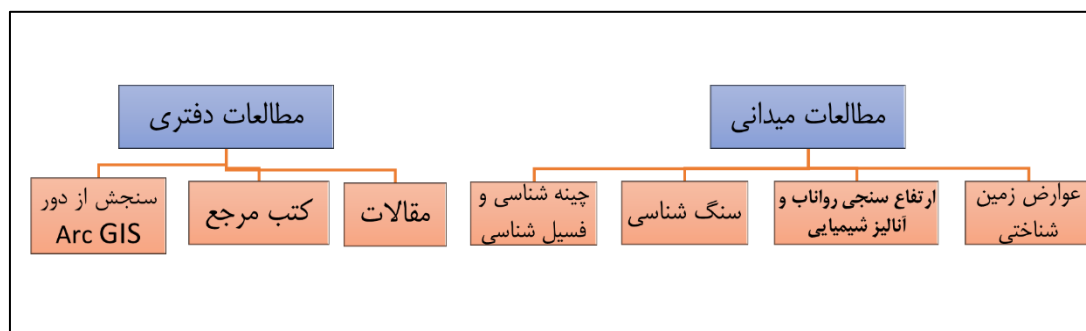 مطالعات میدانی
عوارض زمین
شناختی
ارتفاع سنجی رواناب و
آنالیز شیمیایی
سنگ شناسی
چینه شناسی و
فسیل شناسی
مطالعات دفتری
مقالات
کتب مرجع
سنجش از دور
Arc GIS